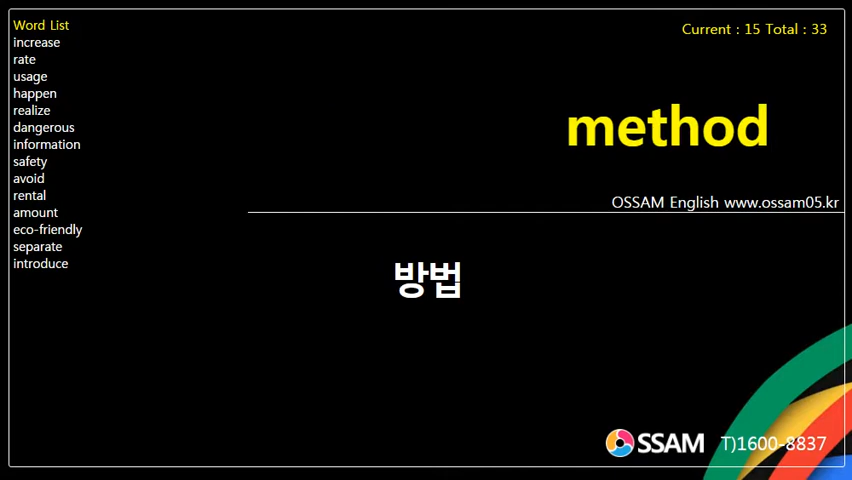 Word List
increase
rate
usage
happen
realize
dangerous
information
safety
avoid
rental
amount
eco-friendly
separate
introduce
Current : 15 Total : 33
method
OSSAM English www.ossam05.kr
방법
OSSAM T)1600-8837